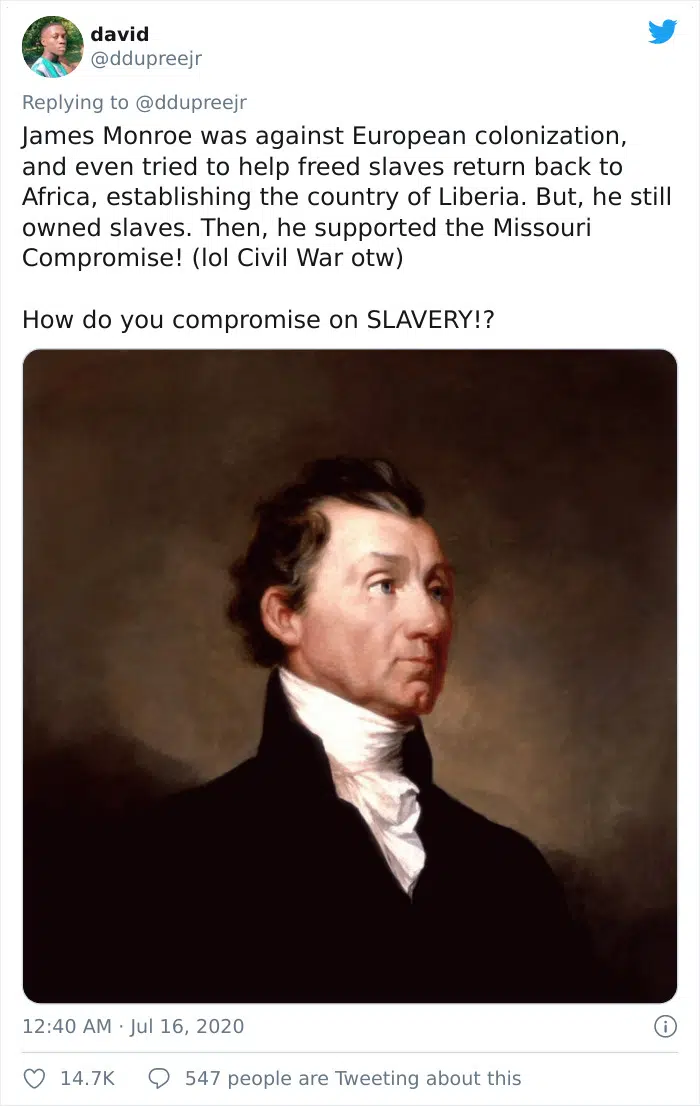 david
@ddupreejr
Replying to @ddupreejr
James Monroe was against European colonization,
and even tried to help freed slaves return back to
Africa, establishing the country of Liberia. But, he still
owned slaves. Then, he supported the Missouri
Compromise! (lol Civil War otw)
How do you compromise on SLAVERY!?
12:40 AM · Jul 16, 2020
14.7K 547 people are Tweeting about this